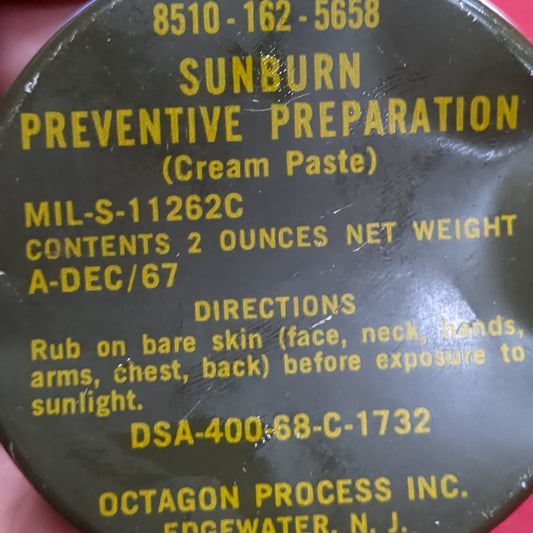 8510-162-5658
SUNBURN
PREVENTIVE PREPARATION
(Cream Paste)
MIL-S-11262C
CONTENTS 2 OUNCES NET WEIGHT
A-DEC/67
DIRECTIONS
Rub on bare skin (face, neck, hands,
arms, chest, back) before exposure to
sunlight.
DSA-400-68-C-1732
OCTAGON PROCESS INC.
EDGEWATER, N. J.